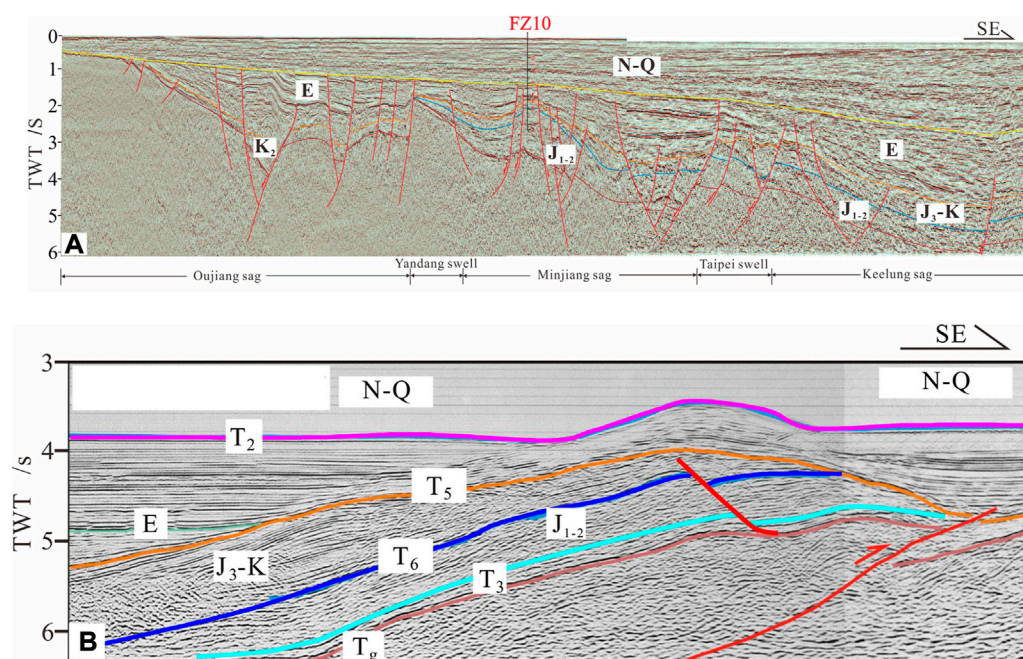 FZ10
SE
0
1
2
3
4
5
6
TWT /S
N-Q
E
K₂
J₁₋₂
E
J₁₋₂
J₃-K
A
Oujiang sag
Yandang swell
Minjiang sag
Taipei swell
Keelung sag
SE
3
4
5
6
TWT /s
N-Q
N-Q
T₂
T₅
E
J₁₋₂
J₃-K
T₆
T₃
T₉
B